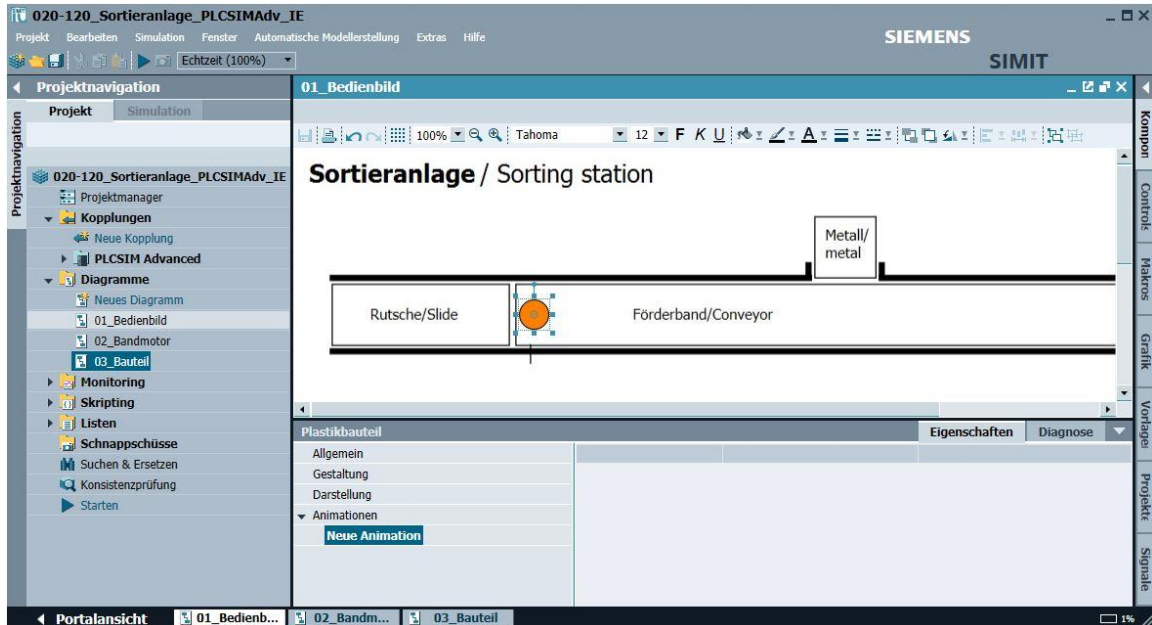 020-120_Sortieranlage_PLCSIMAdv_IE
Projekt Bearbeiten Simulation Fenster Automatische Modellerstellung Extras Hilfe
SIEMENS
Echtzeit (100%)
SIMIT
Projektnavigation
01_Bedienbild
Projekt Simulation
Projektnavigation
100% Tahoma 12 F K U A
020-120_Sortieranlage_PLCSIMAdv_IE
Projektmanager
Kopplungen
Neue Kopplung
PLCSIM Advanced
Diagramme
Neues Diagramm
01_Bedienbild
02_Bandmotor
03_Bauteil
Monitoring
Skripting
Listen
Schnappschüsse
Suchen & Ersetzen
Konsistenzprüfung
Starten
Sortieranlage / Sorting station
Metall/
metal
Rutsche/Slide
Förderband/Conveyor
Plastikbauteil
Eigenschaften Diagnose
Allgemein
Gestaltung
Darstellung
Animationen
Neue Animation
Kompon
Controls
Makros
Grafik
Vorlagei
Projekte
Signale
Portalansicht 01_Bedienb... 02_Bandm... 03_Bauteil
1%